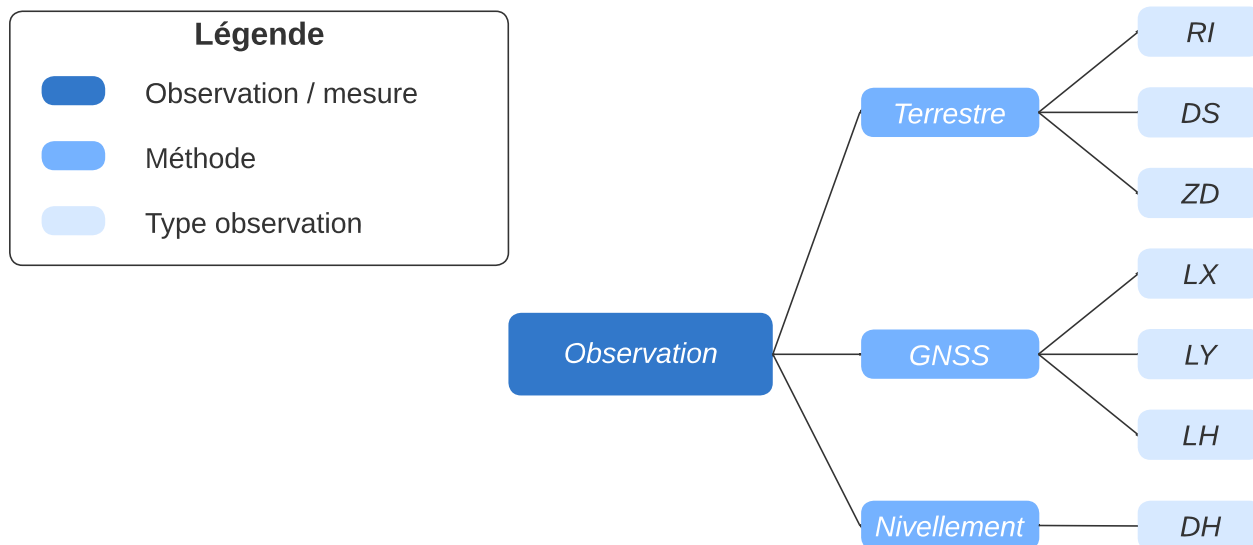 Légende
Observation / mesure
Méthode
Type observation
Observation
Terrestre
RI
DS
ZD
GNSS
LX
LY
LH
Nivellement
DH